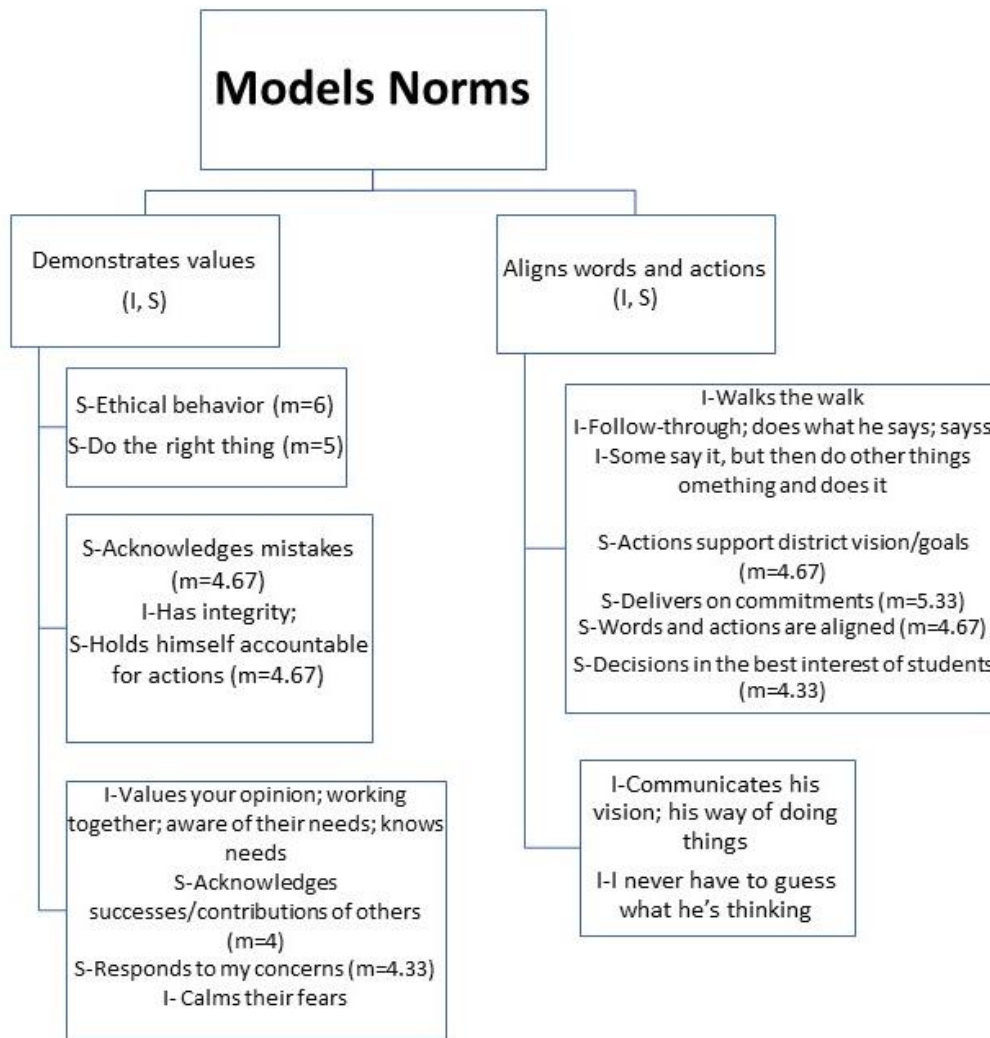 Models Norms
Demonstrates values
(I, S)
S-Ethical behavior (m=6)
S-Do the right thing (m=5)
S-Acknowledges mistakes
(m=4.67)
I-Has integrity;
S-Holds himself accountable
for actions (m=4.67)
I-Values your opinion; working
together; aware of their needs; knows
needs
S-Acknowledges
successes/contributions of others
(m=4)
S-Responds to my concerns (m=4.33)
I- Calms their fears
Aligns words and actions
(I, S)
I-Walks the walk
I-Follow-through; does what he says; sayss
I-Some say it, but then do other things
omething and does it
S-Actions support district vision/goals
(m=4.67)
S-Delivers on commitments (m=5.33)
S-Words and actions are aligned (m=4.67)
S-Decisions in the best interest of students
(m=4.33)
I-Communicates his
vision; his way of doing
things
I-I never have to guess
what he's thinking